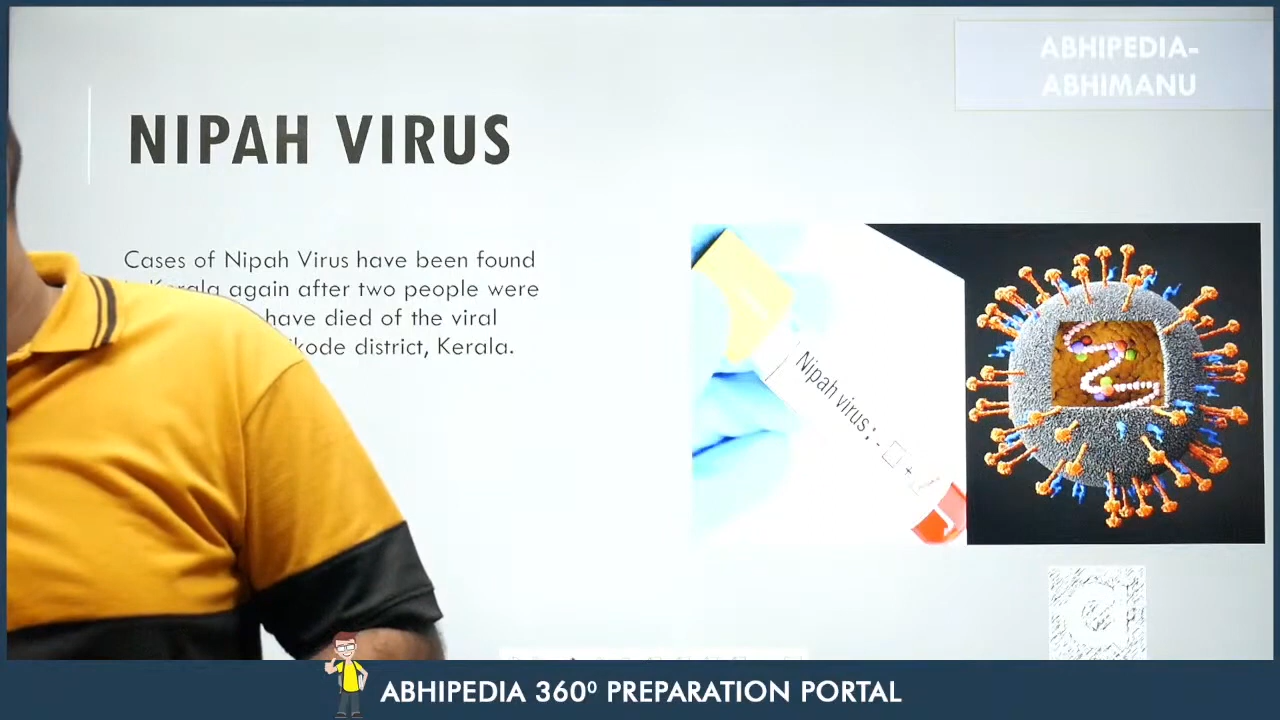 ABHIPEDIA-
ABHIMANU
NIPAH VIRUS
Cases of Nipah Virus have been found
Kerala again after two people were
have died of the viral
kode district, Kerala.
Nipah virus: - □ +
ABHIPEDIA 360⁰ PREPARATION PORTAL